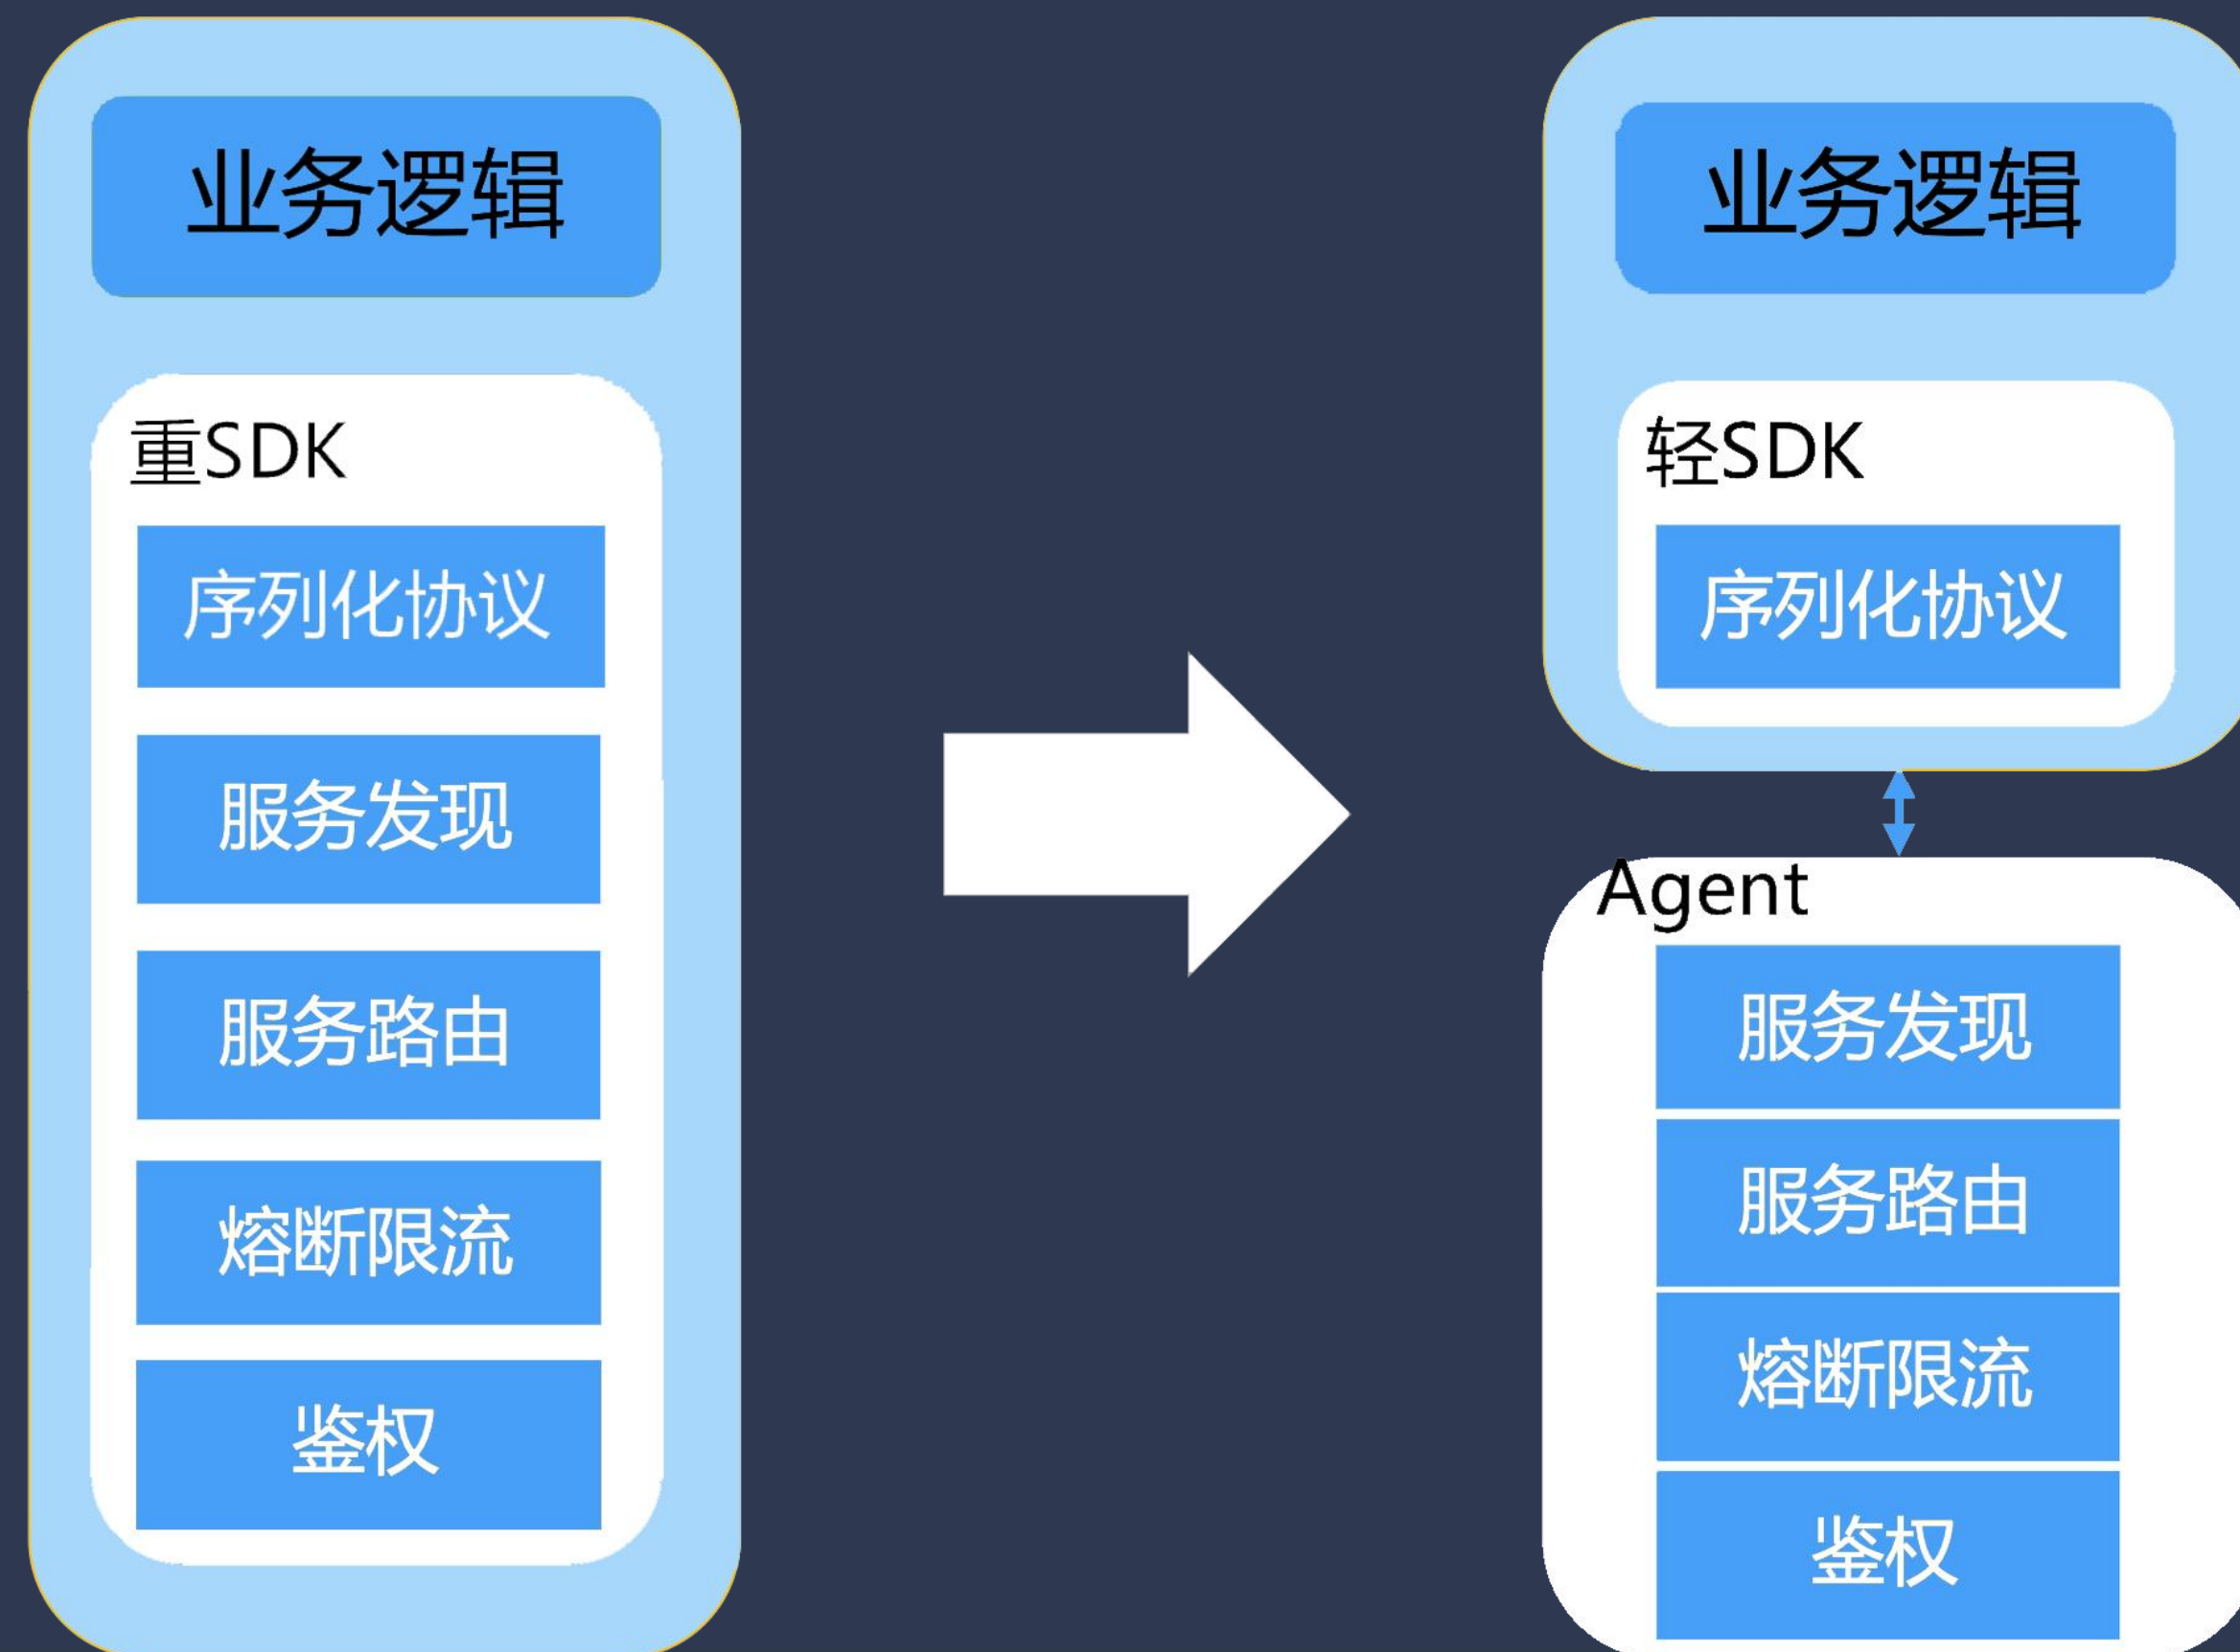 业务逻辑
重SDK
序列化协议
服务发现
服务路由
熔断限流
鉴权
业务逻辑
轻SDK
序列化协议
Agent
服务发现
服务路由
熔断限流
鉴权